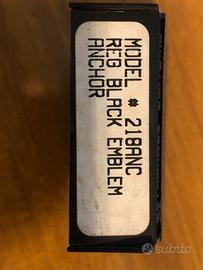 MODEL # 218ANC
REG BLACK EMBLEM
ANCHOR
subito